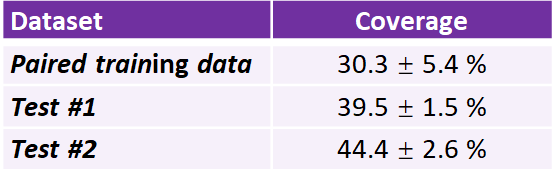 Dataset Coverage
Paired training data 30.3 ± 5.4 %
Test #1 39.5 ± 1.5 %
Test #2 44.4 ± 2.6 %